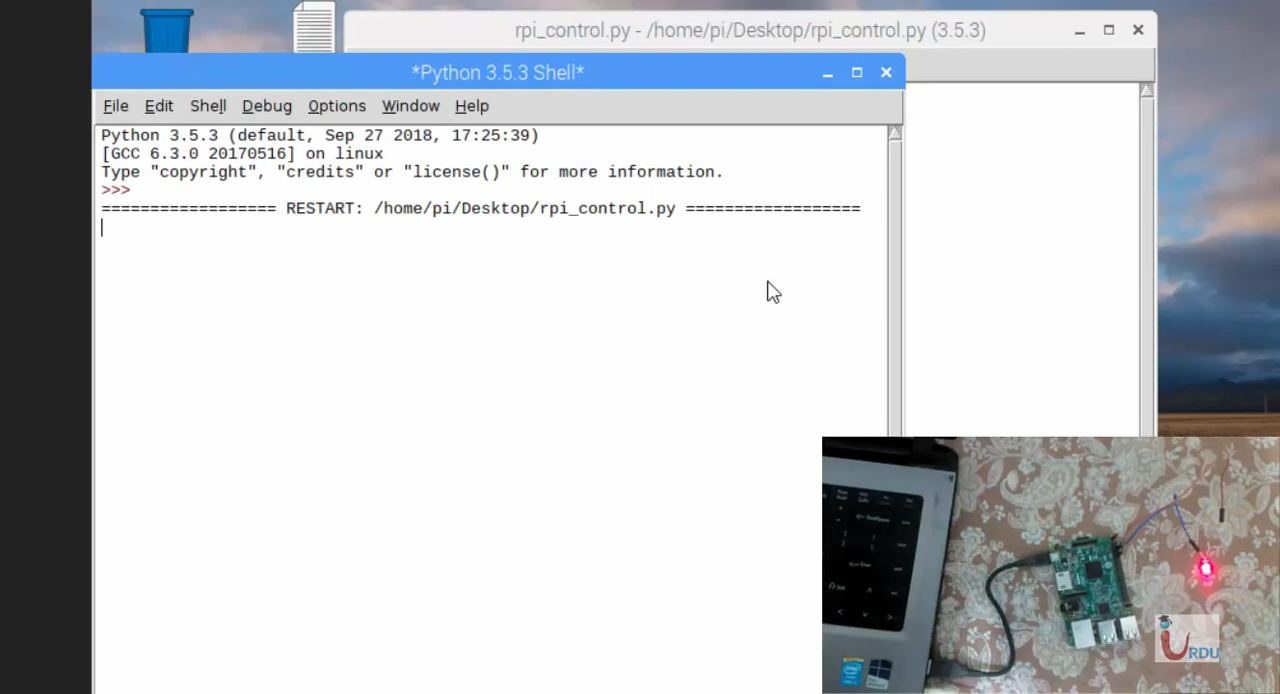 rpi_control.py - /home/pi/Desktop/rpi_control.py (3.5.3)
*Python 3.5.3 Shell*
File Edit Shell Debug Options Window Help
Python 3.5.3 (default, Sep 27 2018, 17:25:39)
[GCC 6.3.0 20170516] on linux
Type "copyright", "credits" or "license()" for more information.
>>>
================== RESTART: /home/pi/Desktop/rpi_control.py ==================
URDU